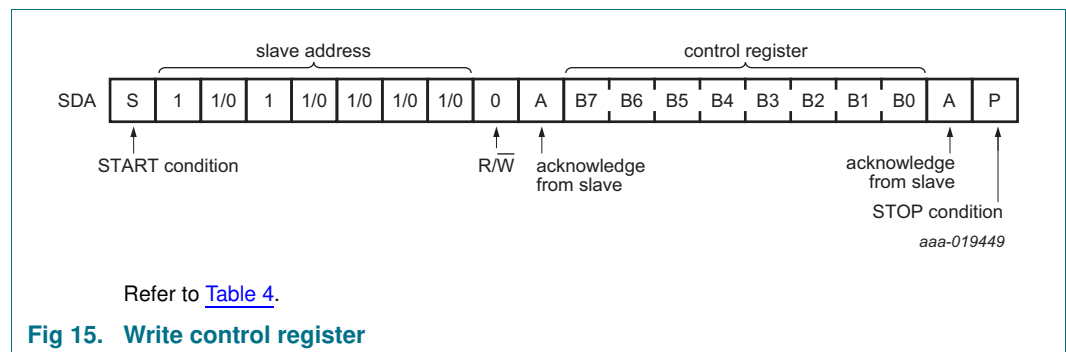 slave address control register
SDA S 1 1/0 1 1/0 1/0 1/0 1/0 0 A B7 B6 B5 B4 B3 B2 B1 B0 A P
START condition R/W̅ acknowledge from slave acknowledge from slave
STOP condition
aaa-019449
Refer to Table 4.
Fig 15. Write control register